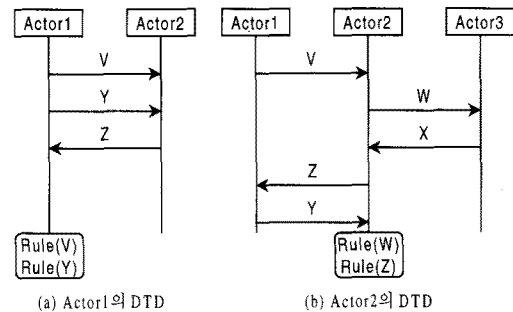 Actor1 Actor2 Actor1 Actor2 Actor3
V V
Y W
Z X
Z
Y
Rule(V) Rule(W)
Rule(Y) Rule(Z)
(a) Actor1의 DTD (b) Actor2의 DTD